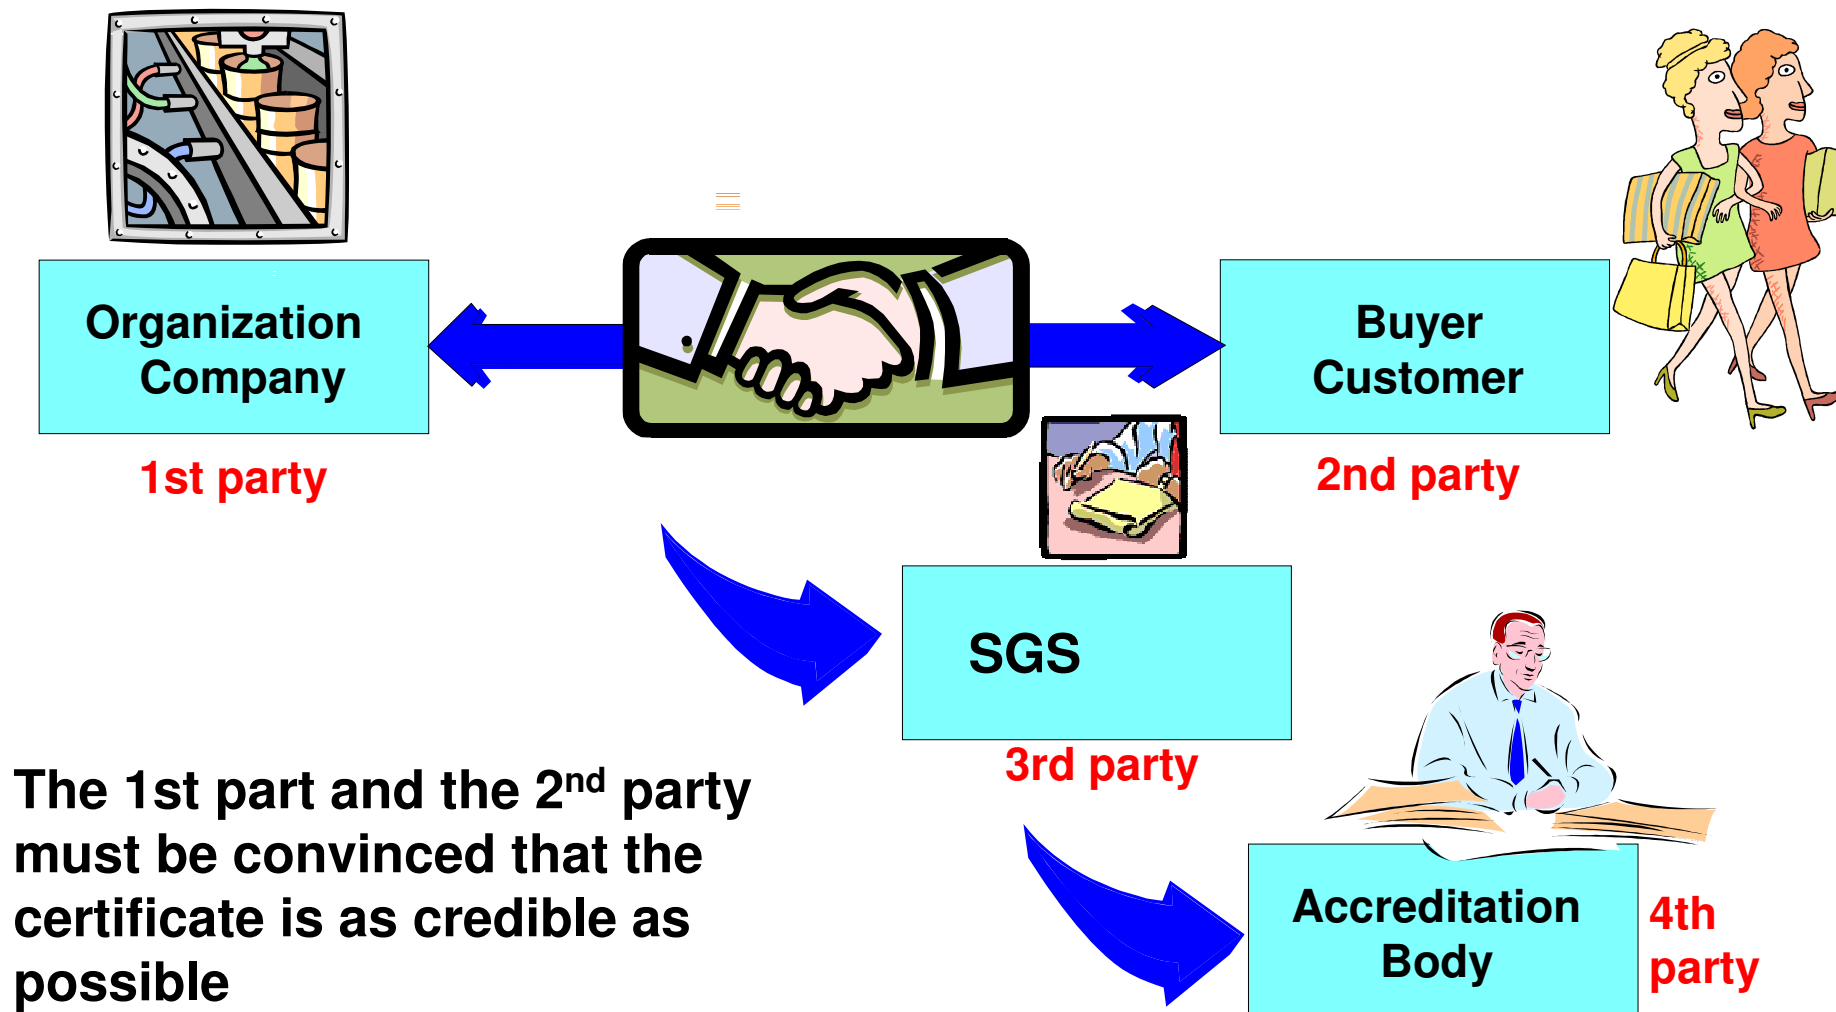 Organization
Company
1st party
Buyer
Customer
2nd party
SGS
3rd party
The 1st part and the 2nd party
must be convinced that the
certificate is as credible as
possible
Accreditation
Body
4th
party